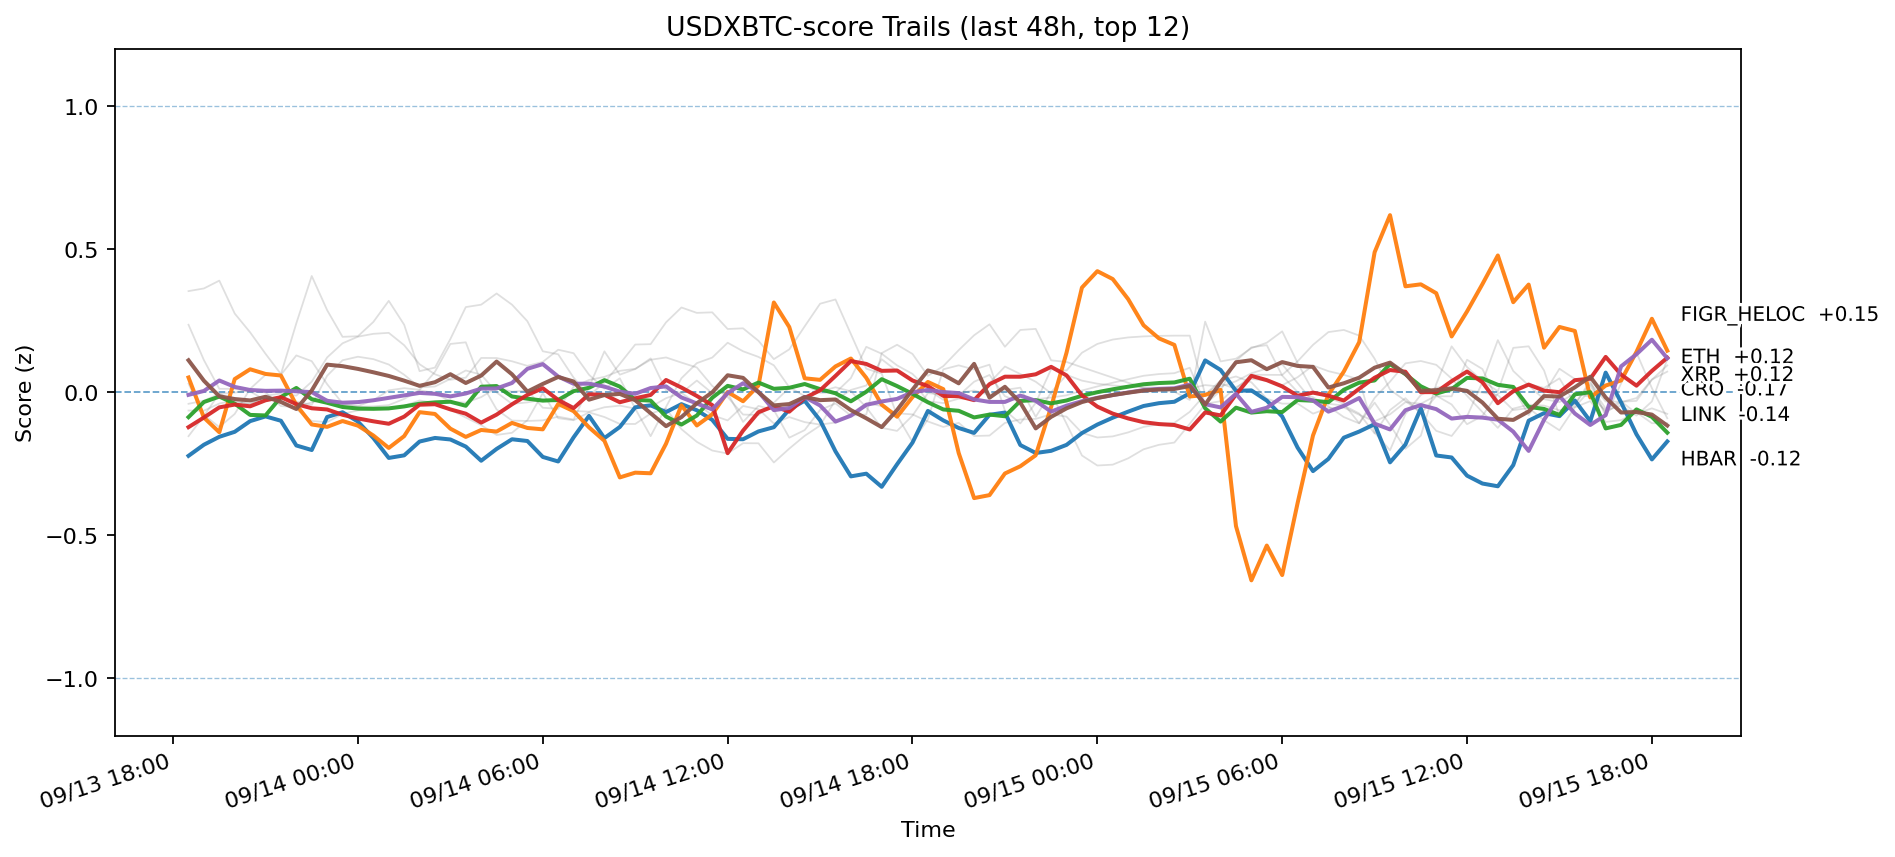 USDXBTC-score Trails (last 48h, top 12)
Score (z)
1.0
0.5
0.0
−0.5
−1.0
FIGR_HELOC +0.15
ETH +0.12
XRP +0.12
CRO -0.17
LINK -0.14
HBAR -0.12
09/13 18:00
09/14 00:00
09/14 06:00
09/14 12:00
09/14 18:00
09/15 00:00
09/15 06:00
09/15 12:00
09/15 18:00
Time